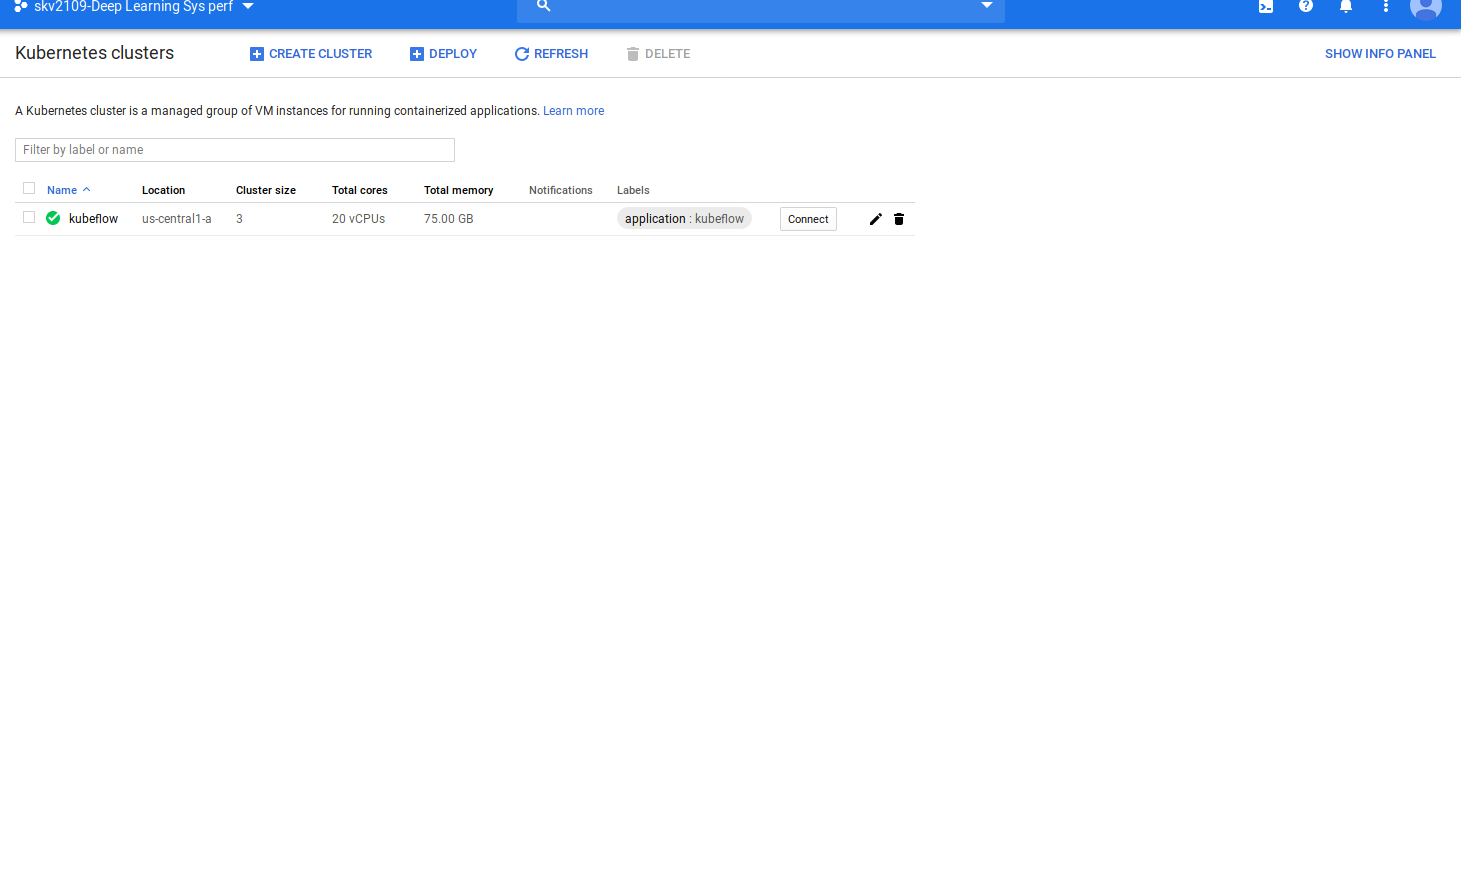 skv2109-Deep Learning Sys perf
Kubernetes clusters CREATE CLUSTER DEPLOY REFRESH DELETE SHOW INFO PANEL
A Kubernetes cluster is a managed group of VM instances for running containerized applications. Learn more
Filter by label or name
Name Location Cluster size Total cores Total memory Notifications Labels
kubeflow us-central1-a 3 20 vCPUs 75.00 GB application : kubeflow Connect